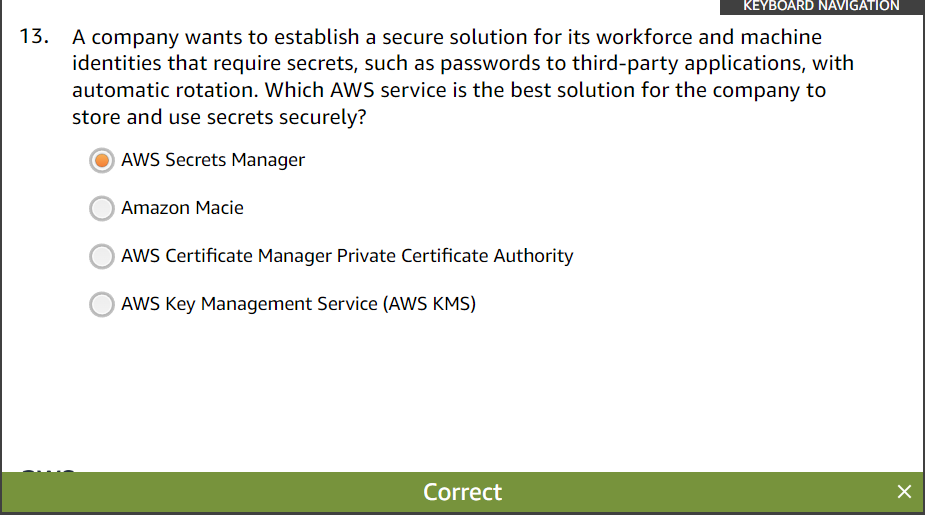 KEYBOARD NAVIGATION
13. A company wants to establish a secure solution for its workforce and machine
identities that require secrets, such as passwords to third-party applications, with
automatic rotation. Which AWS service is the best solution for the company to
store and use secrets securely?
AWS Secrets Manager
Amazon Macie
AWS Certificate Manager Private Certificate Authority
AWS Key Management Service (AWS KMS)
Correct